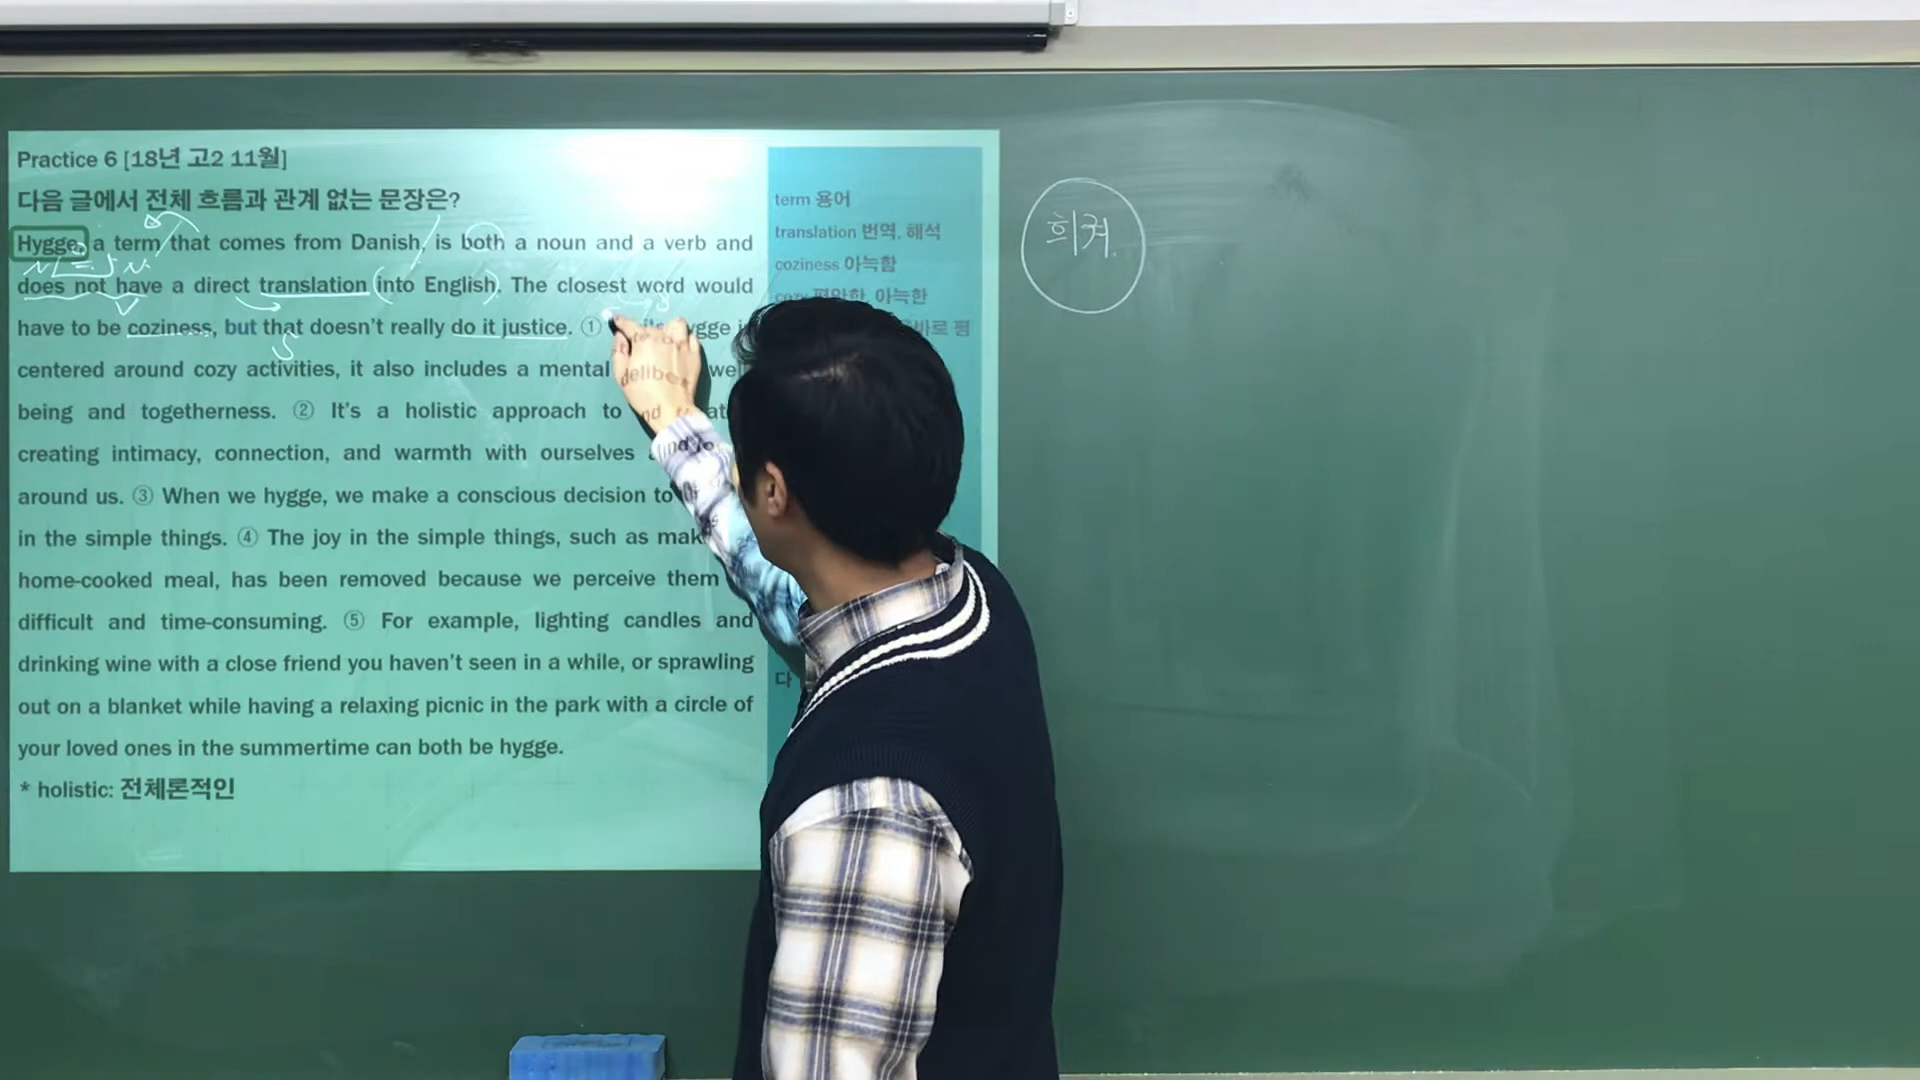 Practice 6 [18년 고2 11월]
다음 글에서 전체 흐름과 관계 없는 문장은?
Hygge, a term that comes from Danish, is both a noun and a verb and
does not have a direct translation into English. The closest word would
have to be coziness, but that doesn't really do it justice. ①
centered around cozy activities, it also includes a mental
being and togetherness. ② It's a holistic approach to
creating intimacy, connection, and warmth with ourselves
around us. ③ When we hygge, we make a conscious decision to
in the simple things. ④ The joy in the simple things, such as
home-cooked meal, has been removed because we perceive them
difficult and time-consuming. ⑤ For example, lighting candles and
drinking wine with a close friend you haven't seen in a while, or sprawling
out on a blanket while having a relaxing picnic in the park with a circle of
your loved ones in the summertime can both be hygge.
* holistic: 전체론적인
term 용어
translation 번역, 해석
coziness 아늑함
cozy 편안한, 아늑한
희켜